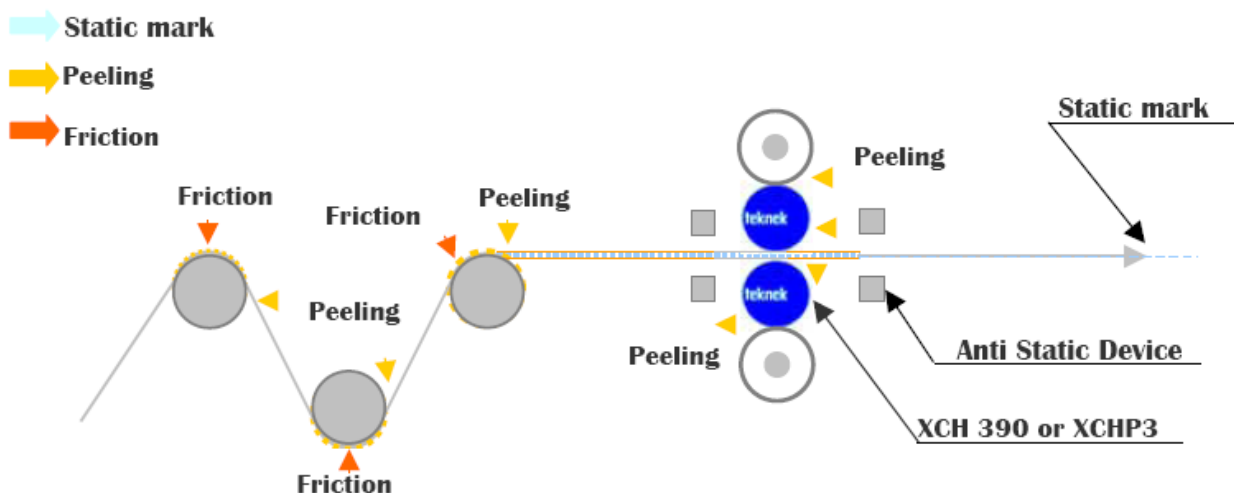 Static mark
Peeling
Friction
Static mark
Peeling
Friction
Friction
Peeling
teknek
Peeling
teknek
Peeling
Anti Static Device
XCH 390 or XCHP3
Friction